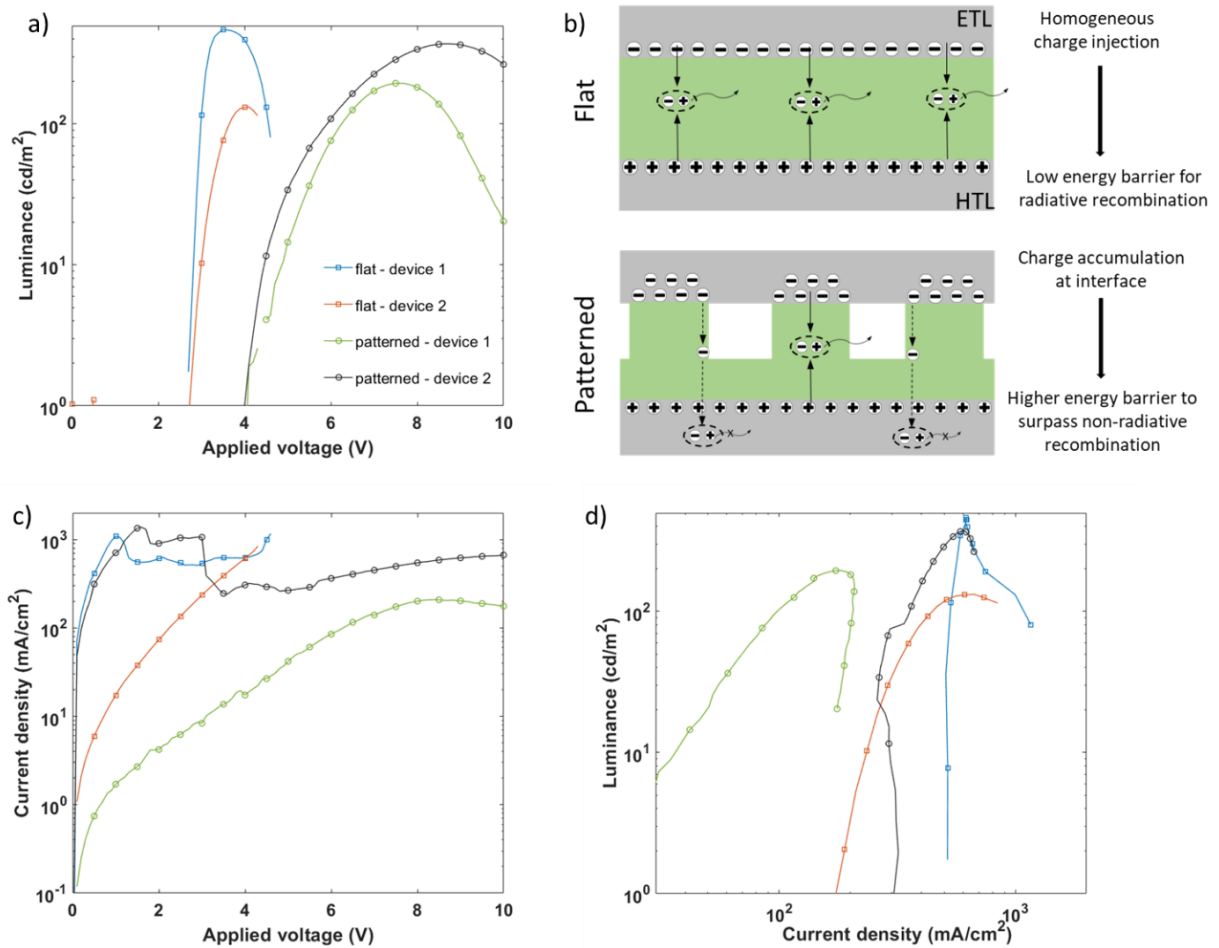 a)
Luminance (cd/m²)
10²
10¹
10⁰
0 2 4 6 8 10
Applied voltage (V)
flat - device 1
flat - device 2
patterned - device 1
patterned - device 2
b)
Flat
ETL
HTL
Homogeneous
charge injection
Low energy barrier for
radiative recombination
Patterned
Charge accumulation
at interface
Higher energy barrier to
surpass non-radiative
recombination
c)
Current density (mA/cm²)
10³
10²
10¹
10⁰
10⁻¹
0 2 4 6 8 10
Applied voltage (V)
d)
Luminance (cd/m²)
10²
10¹
10⁰
10² 10³
Current density (mA/cm²)